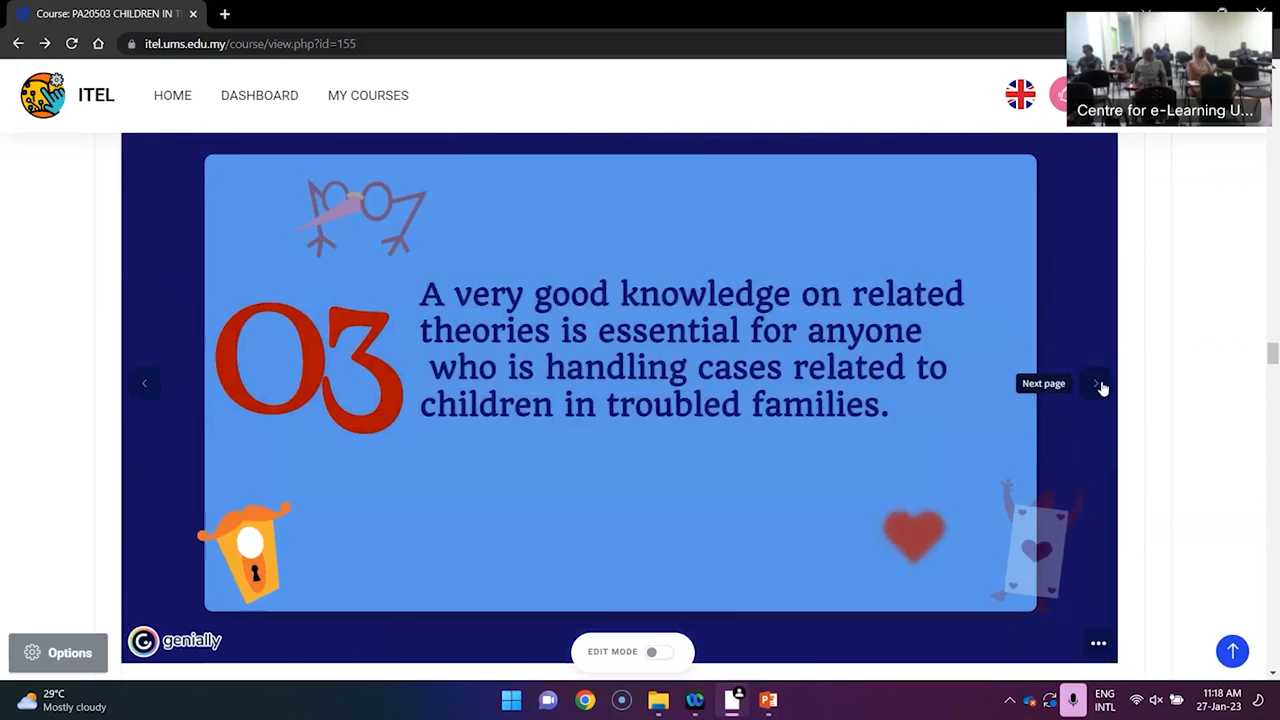 Course: PA20503 CHILDREN IN T
itel.ums.edu.my/course/view.php?id=155
ITEL
HOME
DASHBOARD
MY COURSES
Centre for e-Learning U...
03
A very good knowledge on related
theories is essential for anyone
who is handling cases related to
children in troubled families.
Next page
genially
Options
EDIT MODE
29°C
Mostly cloudy
ENG
INTL
11:18 AM
27-Jan-23